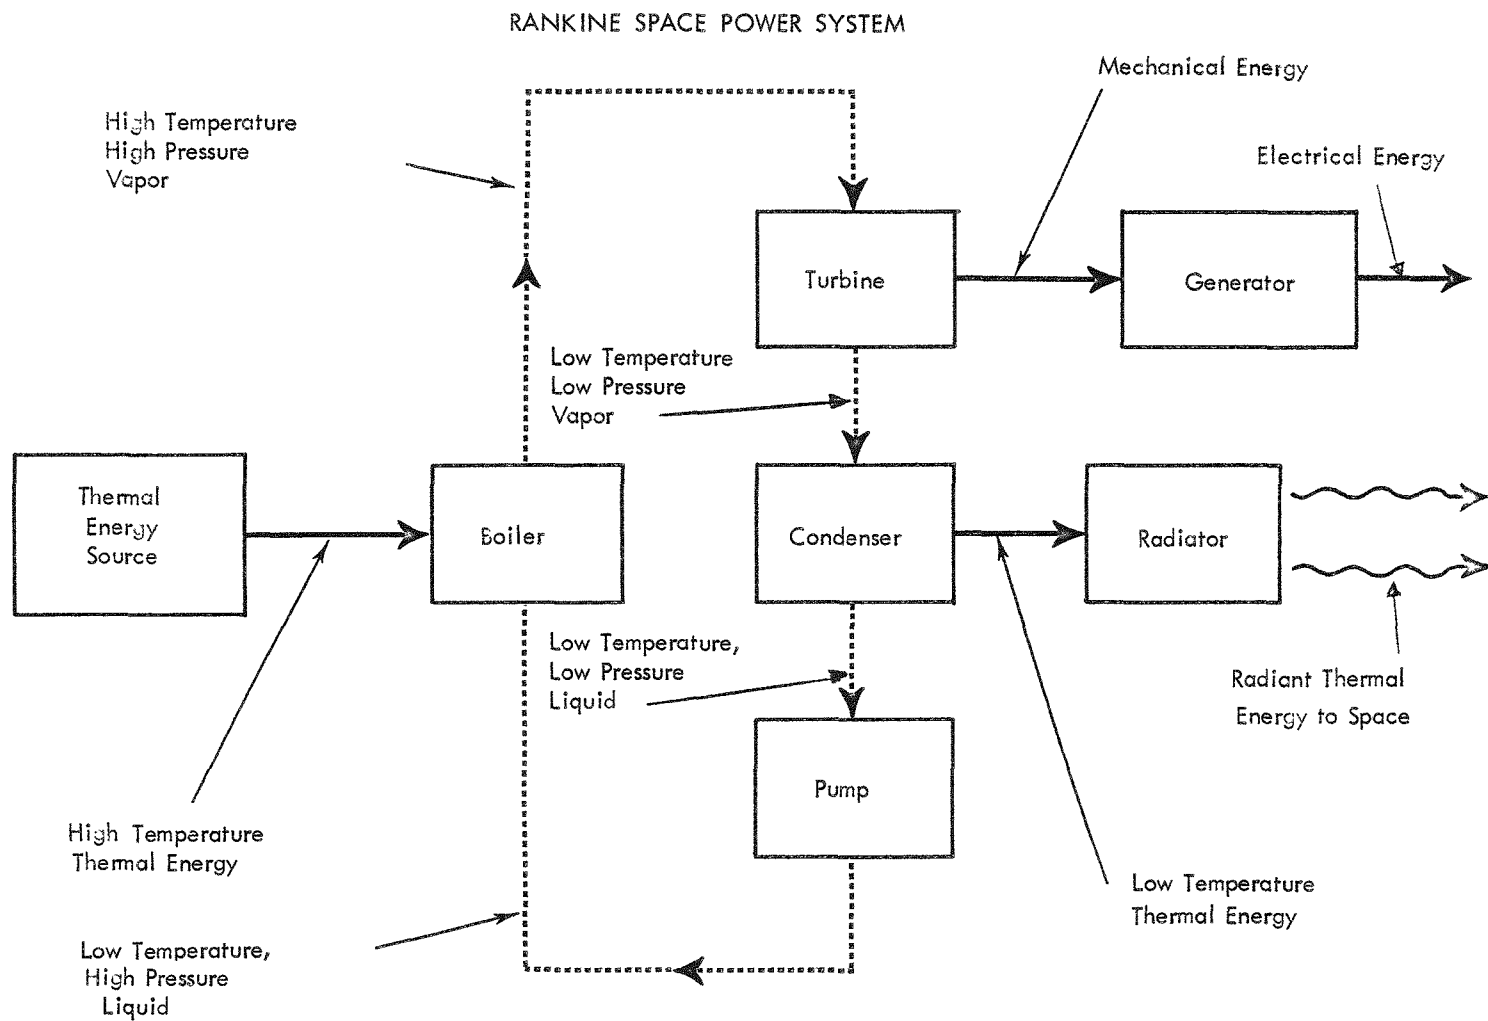 RANKINE SPACE POWER SYSTEM
Mechanical Energy
High Temperature
High Pressure
Vapor
Electrical Energy
Turbine
Generator
Low Temperature
Low Pressure
Vapor
Thermal
Energy
Source
Boiler
Condenser
Radiator
Low Temperature,
Low Pressure
Liquid
Radiant Thermal
Energy to Space
Pump
High Temperature
Thermal Energy
Low Temperature
Thermal Energy
Low Temperature,
High Pressure
Liquid